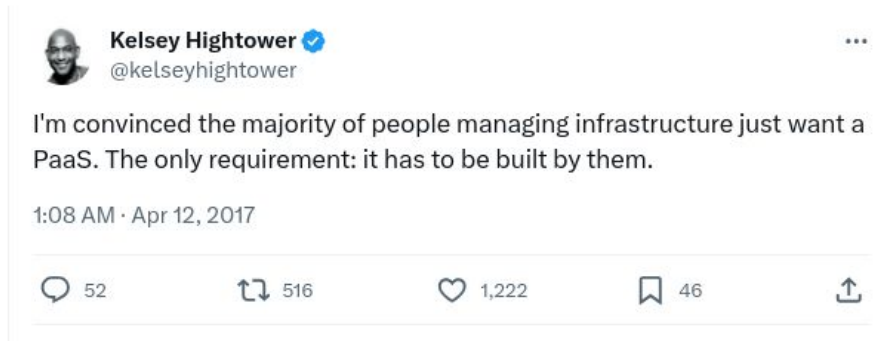 Kelsey Hightower
@kelseyhightower
I'm convinced the majority of people managing infrastructure just want a
PaaS. The only requirement: it has to be built by them.
1:08 AM · Apr 12, 2017
52 516 1,222 46